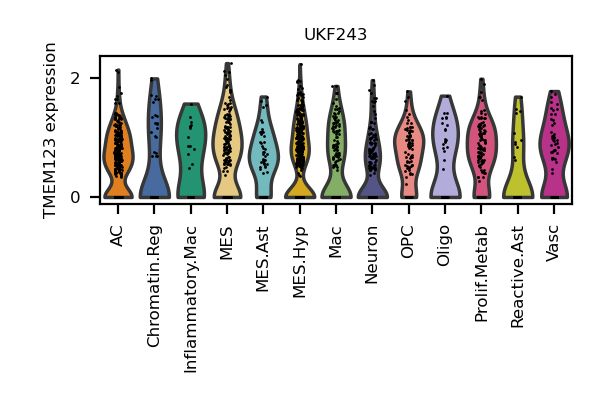 UKF243
TMEM123 expression
2
0
AC
Chromatin.Reg
Inflammatory.Mac
MES
MES.Ast
MES.Hyp
Mac
Neuron
OPC
Oligo
Prolif.Metab
Reactive.Ast
Vasc